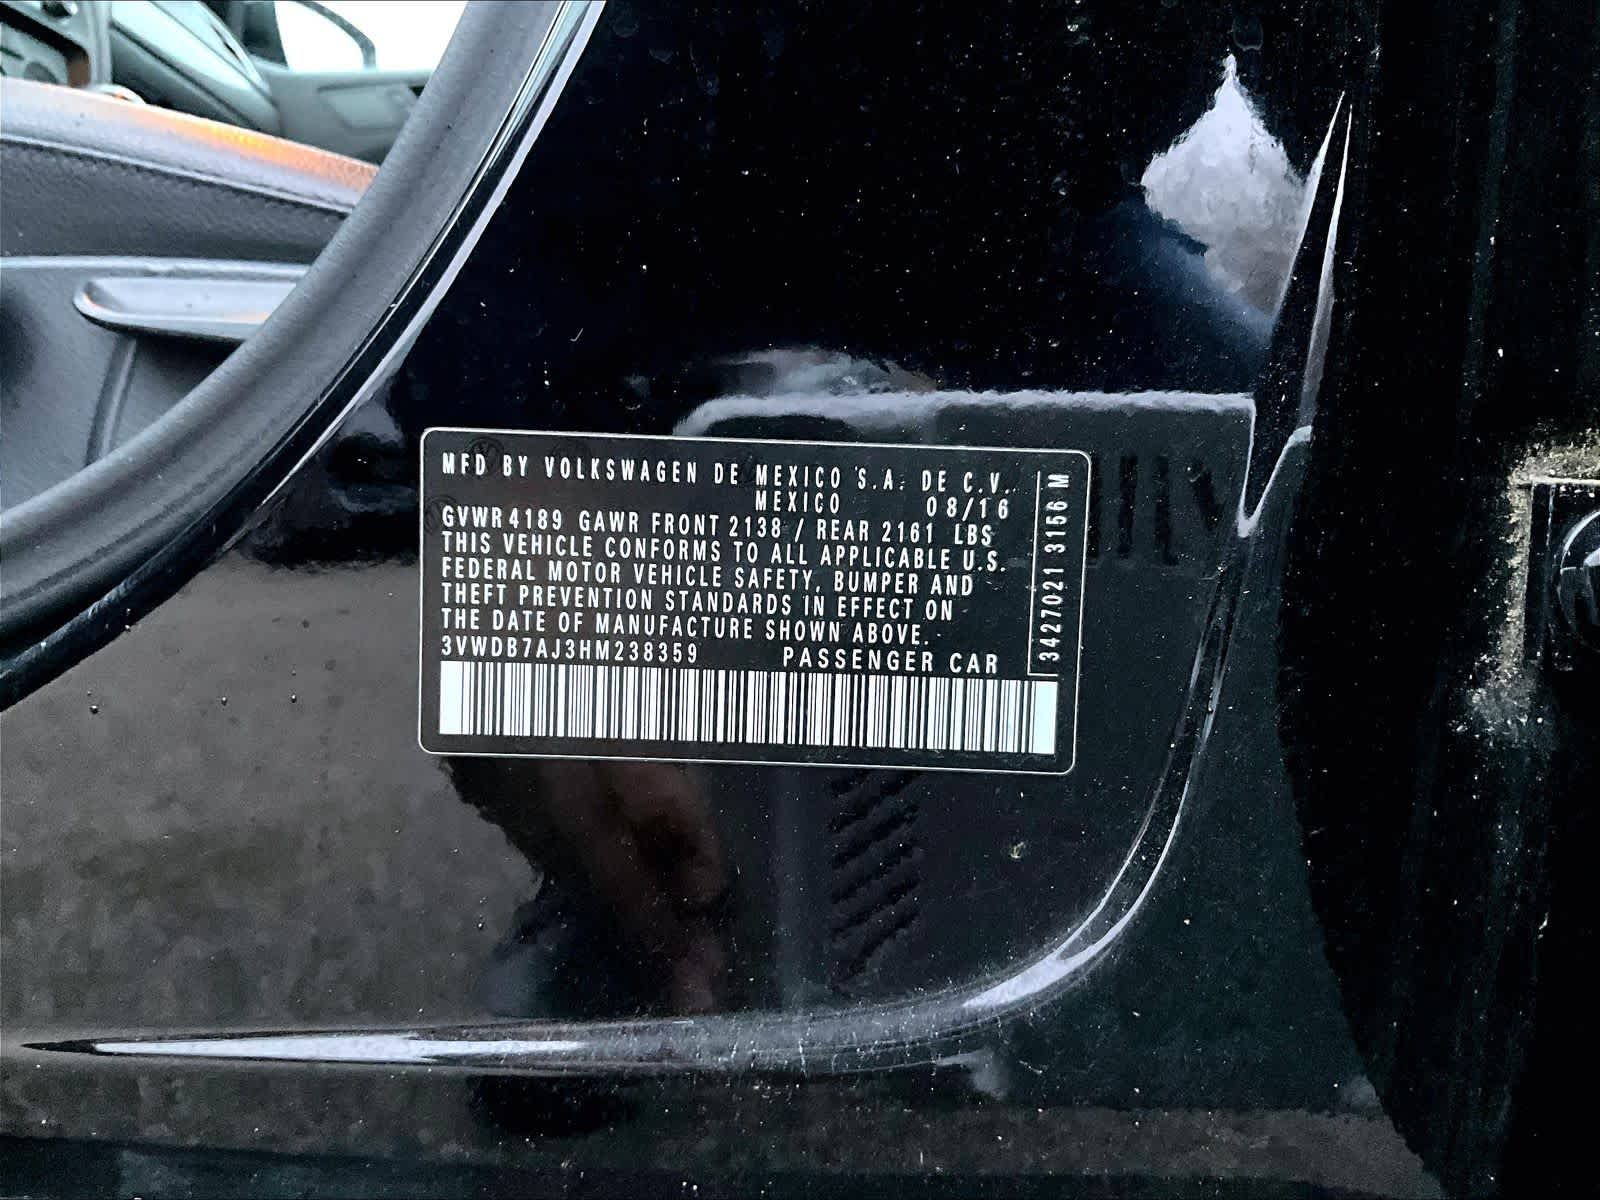 MFD BY VOLKSWAGEN DE MEXICO S.A. DE C.V.
MEXICO 08/16
GVWR 4189 GAWR FRONT 2138 / REAR 2161 LBS
THIS VEHICLE CONFORMS TO ALL APPLICABLE U.S.
FEDERAL MOTOR VEHICLE SAFETY, BUMPER AND
THEFT PREVENTION STANDARDS IN EFFECT ON
THE DATE OF MANUFACTURE SHOWN ABOVE.
3VWDB7AJ3HM238359 PASSENGER CAR
3427021 3156 M